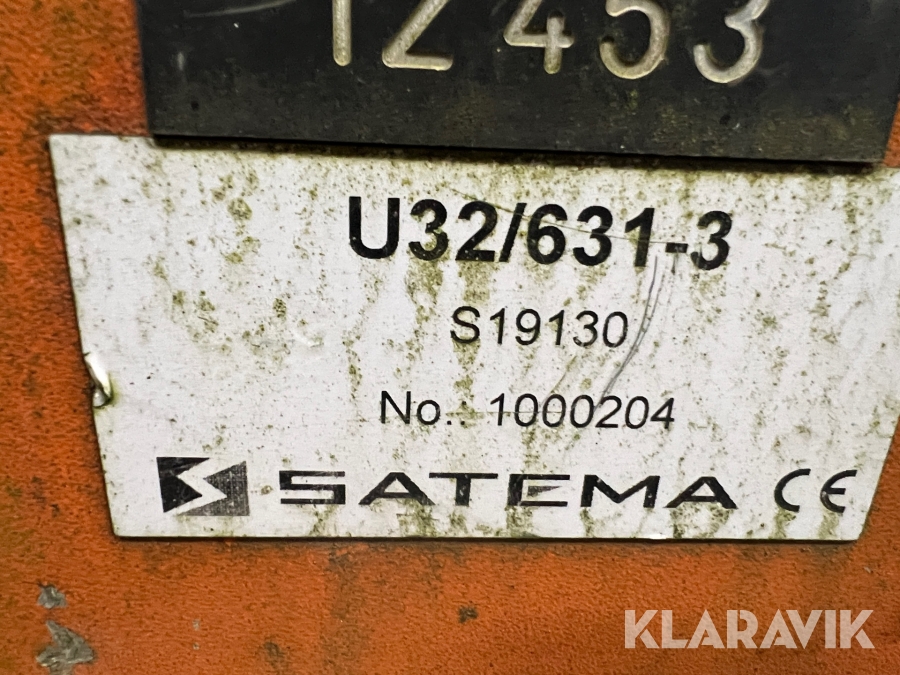 12453
U32/631-3
S19130
No.: 1000204
SATEMA CE
KLARAVIK